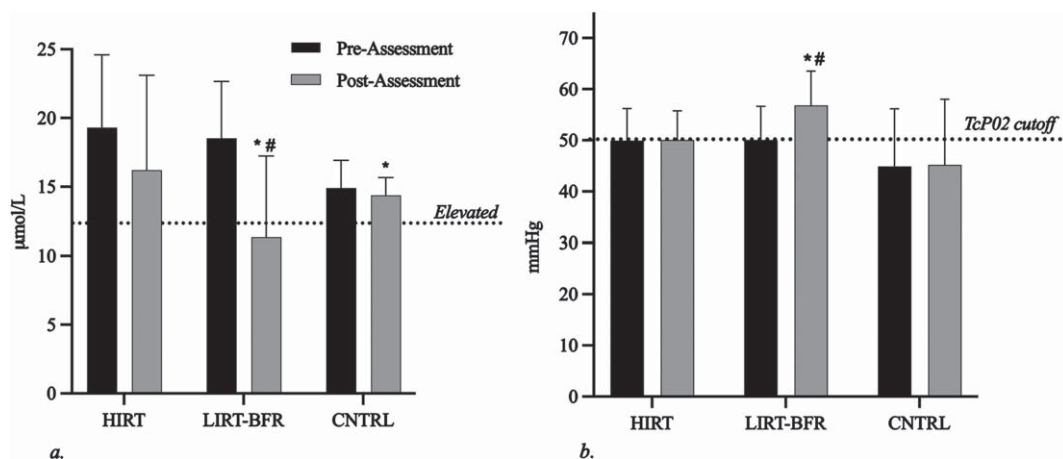 25
20
15
10
5
0
μmol/L
Pre-Assessment
Post-Assessment
*#
*
Elevated
HIRT
LIRT-BFR
CNTRL
a.
70
60
50
40
30
20
10
0
mmHg
*#
TcP02 cutoff
HIRT
LIRT-BFR
CNTRL
b.